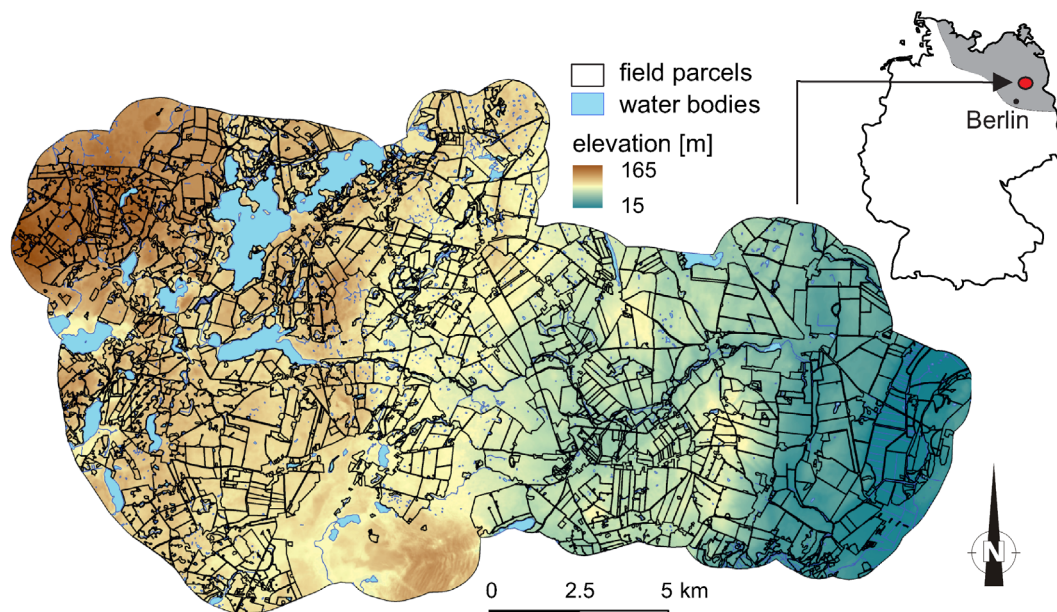 field parcels
water bodies
elevation [m]
165
15
Berlin
N
0 2.5 5 km